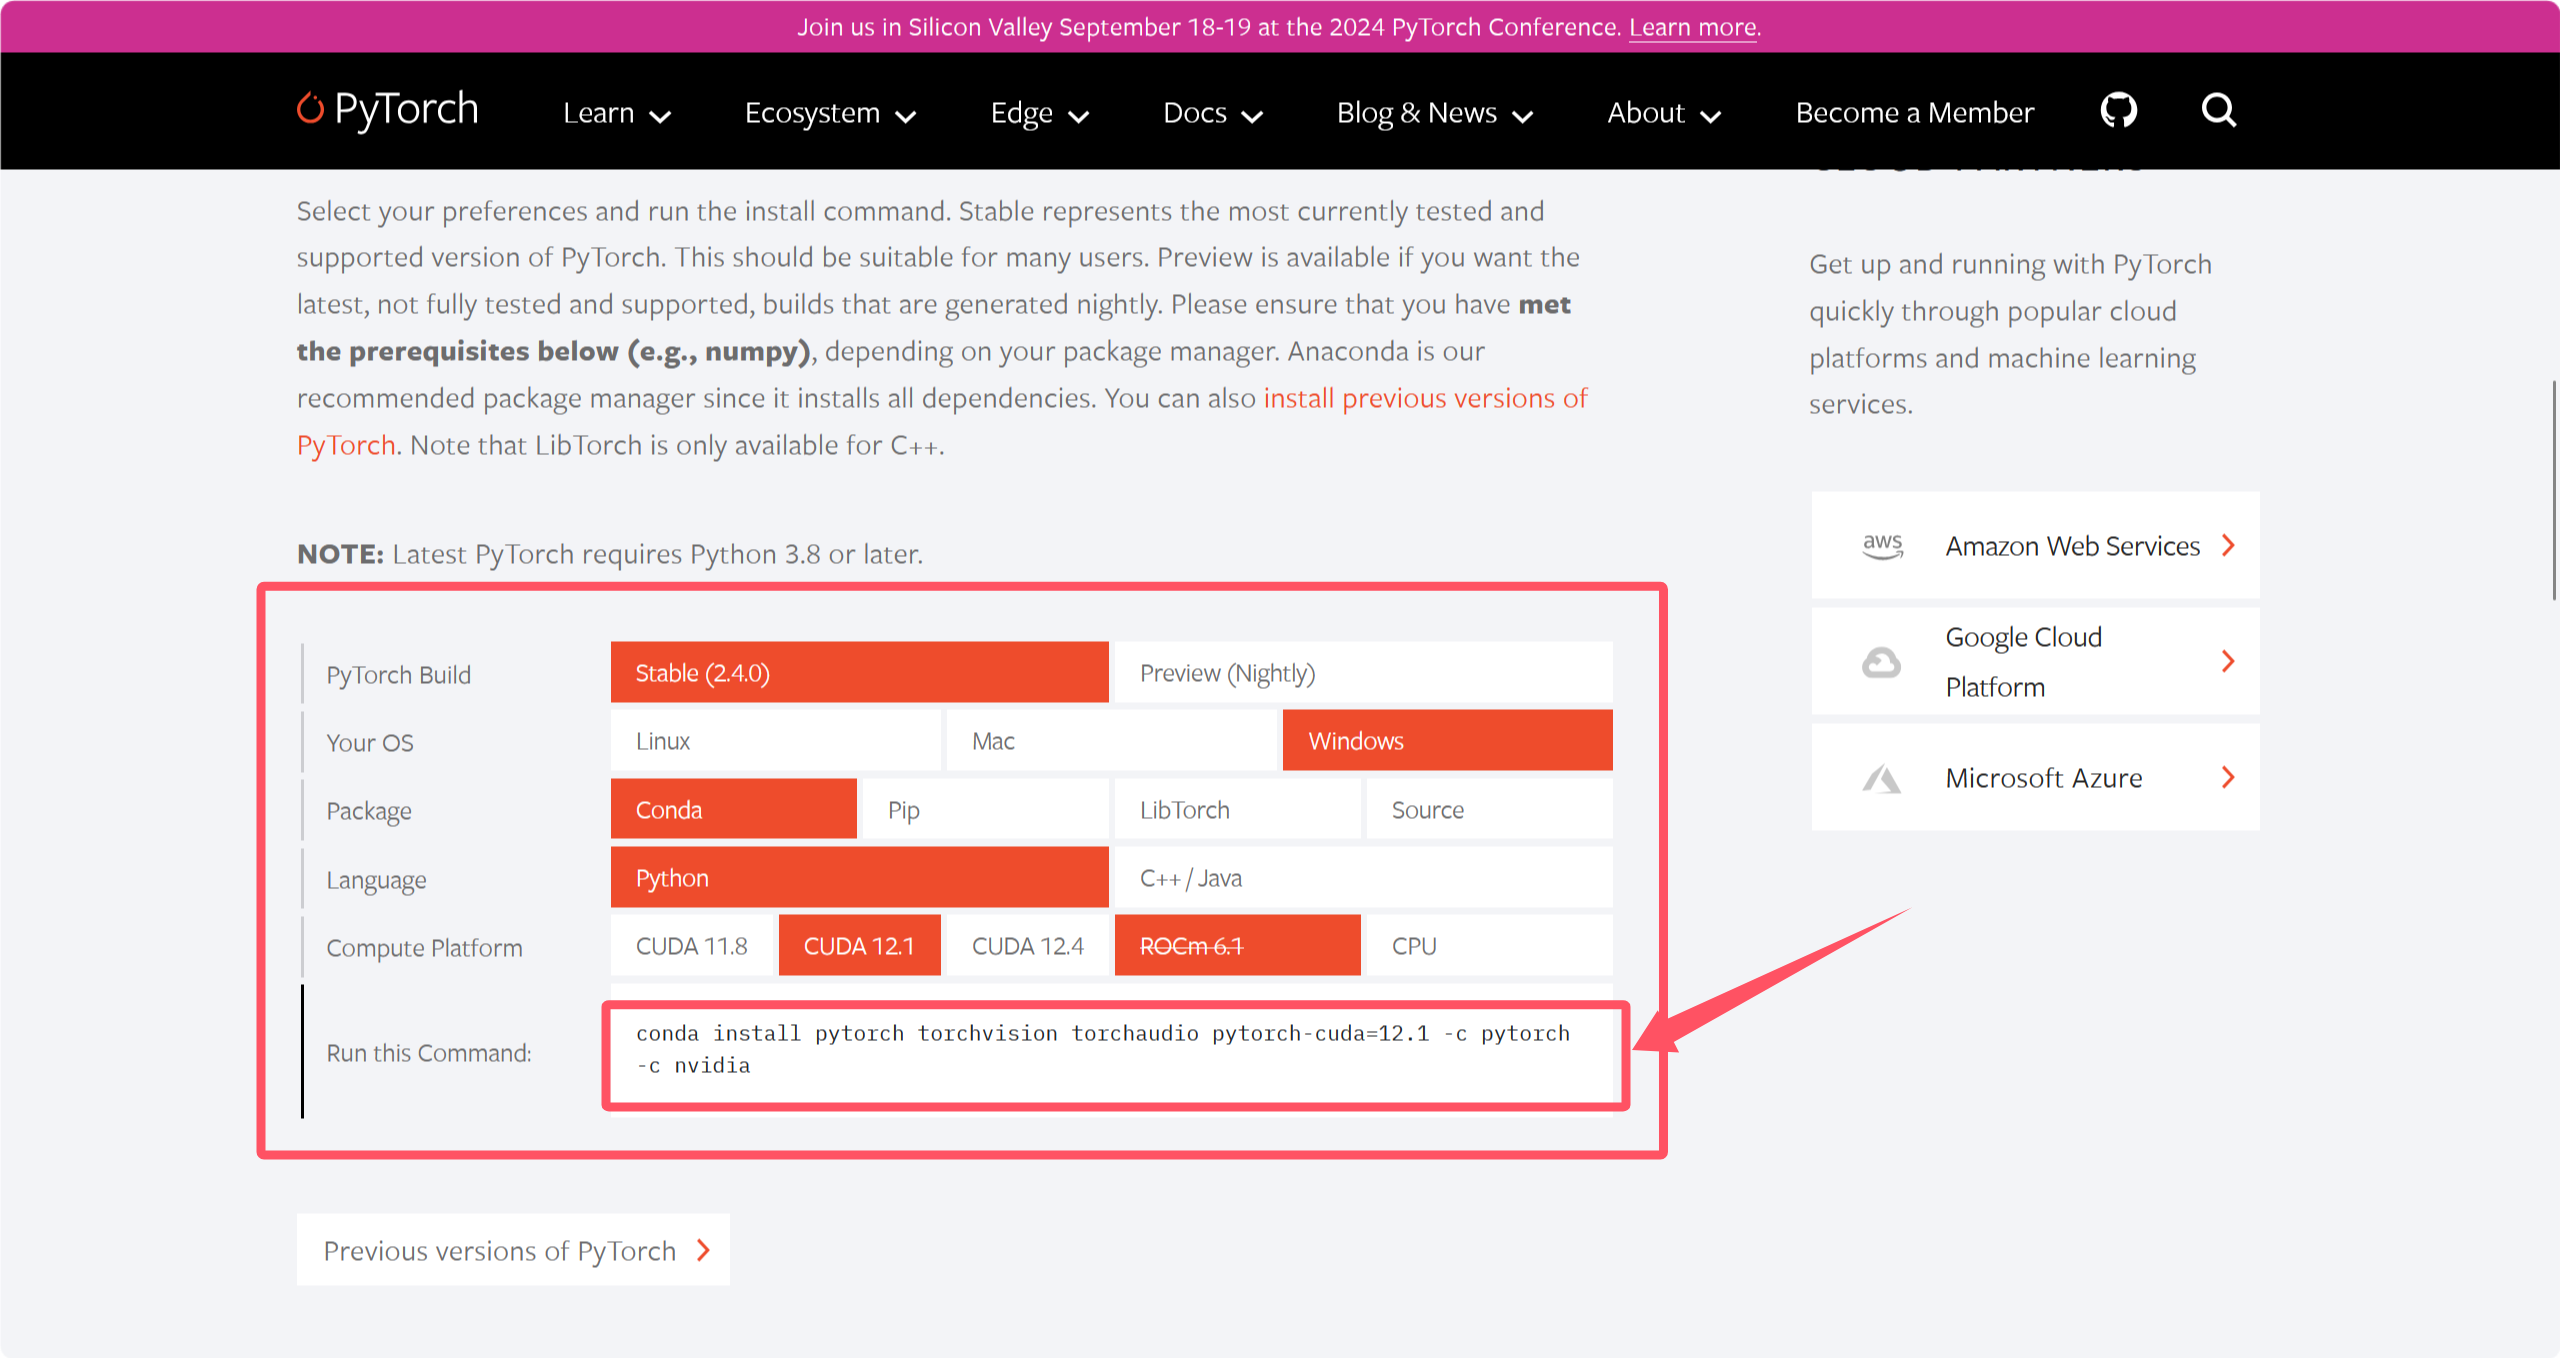 Join us in Silicon Valley September 18-19 at the 2024 PyTorch Conference. Learn more.
PyTorch
Learn
Ecosystem
Edge
Docs
Blog & News
About
Become a Member
Select your preferences and run the install command. Stable represents the most currently tested and
supported version of PyTorch. This should be suitable for many users. Preview is available if you want the
latest, not fully tested and supported, builds that are generated nightly. Please ensure that you have met
the prerequisites below (e.g., numpy), depending on your package manager. Anaconda is our
recommended package manager since it installs all dependencies. You can also install previous versions of
PyTorch. Note that LibTorch is only available for C++.
NOTE: Latest PyTorch requires Python 3.8 or later.
PyTorch Build
Stable (2.4.0)
Preview (Nightly)
Your OS
Linux
Mac
Windows
Package
Conda
Pip
LibTorch
Source
Language
Python
C++ / Java
Compute Platform
CUDA 11.8
CUDA 12.1
CUDA 12.4
ROCm 6.1
CPU
Run this Command:
conda install pytorch torchvision torchaudio pytorch-cuda=12.1 -c pytorch
-c nvidia
Previous versions of PyTorch
Get up and running with PyTorch
quickly through popular cloud
platforms and machine learning
services.
aws
Amazon Web Services
Google Cloud
Platform
Microsoft Azure